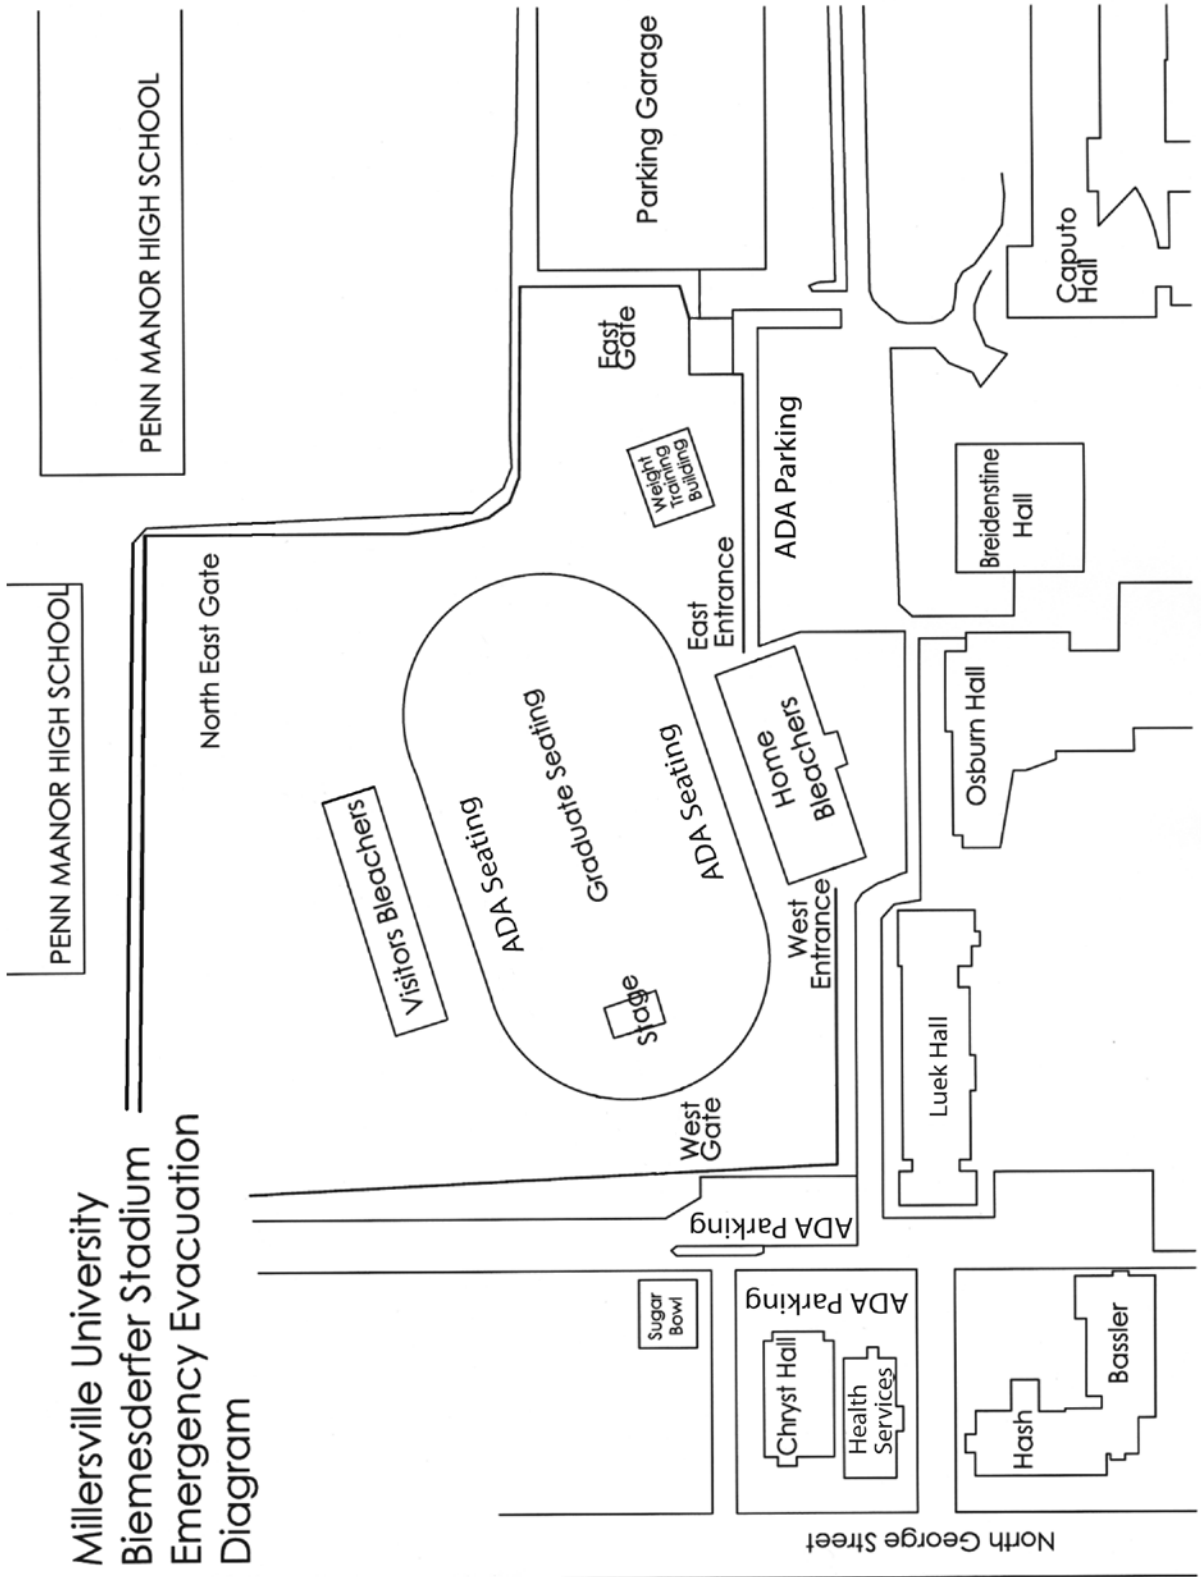 Millersville University
Biemesderfer Stadium
Emergency Evacuation
Diagram
PENN MANOR HIGH SCHOOL
PENN MANOR HIGH SCHOOL
North East Gate
Visitors Bleachers
ADA Seating
Graduate Seating
ADA Seating
Stage
East
Gate
Weight
Training
Building
Parking Garage
West
Gate
West
Entrance
Home
Bleachers
East
Entrance
ADA Parking
Sugar
Bowl
ADA Parking
ADA Parking
Chryst Hall
Health
Services
Luek Hall
Osburn Hall
Breidenstine
Hall
Caputo
Hall
Hash
Bassler
North George Street